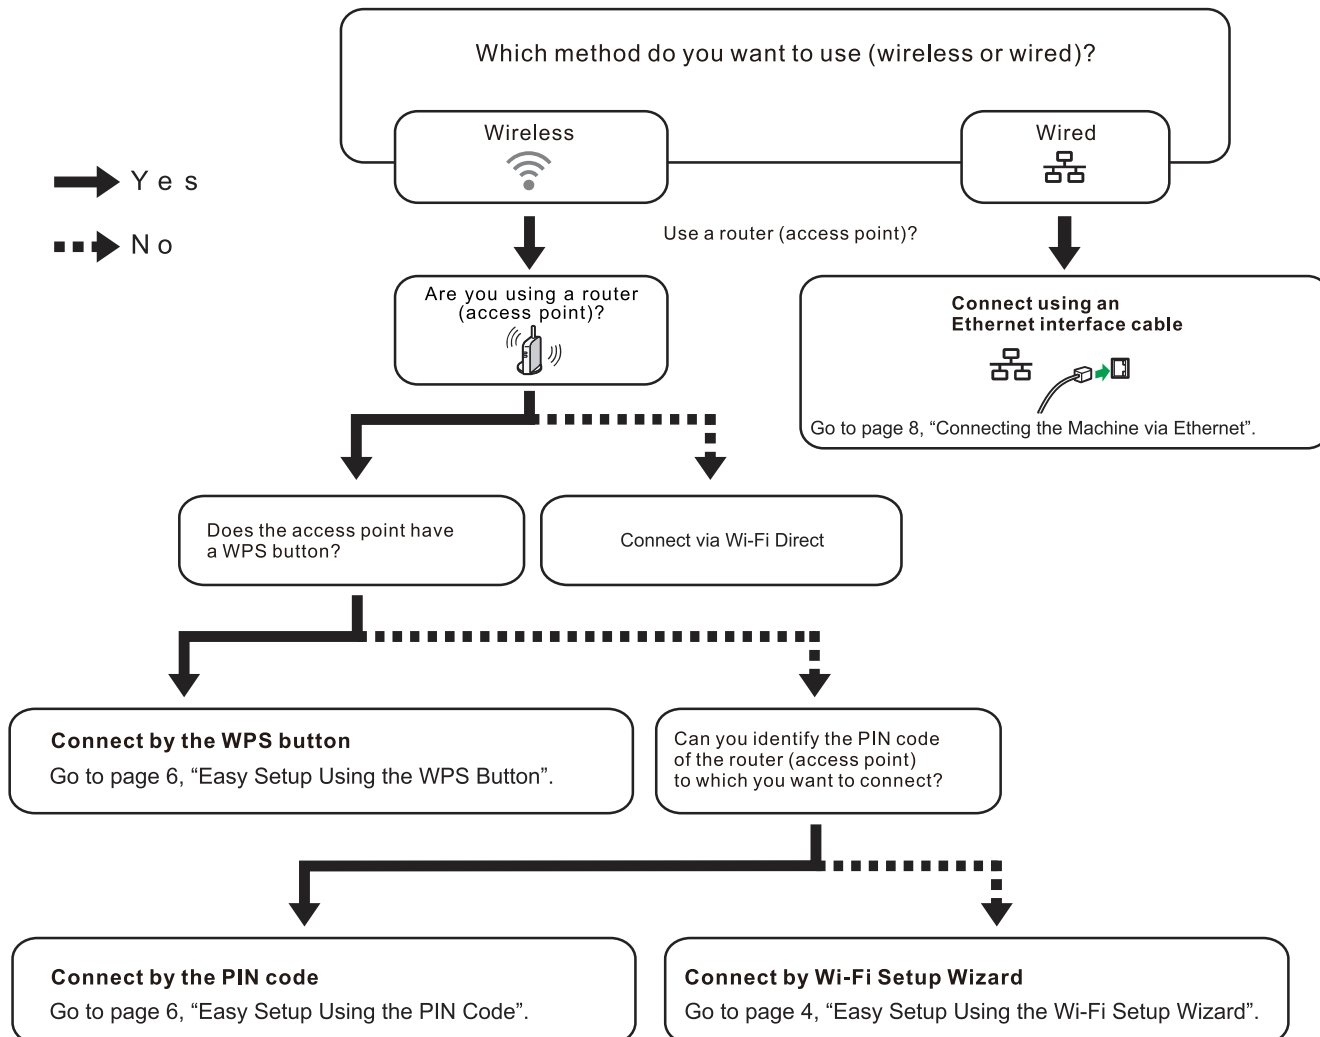 Which method do you want to use (wireless or wired)?
Wireless
Wired
Yes
No
Use a router (access point)?
Are you using a router
(access point)?
Connect using an
Ethernet interface cable
Go to page 8, “Connecting the Machine via Ethernet”.
Does the access point have
a WPS button?
Connect via Wi-Fi Direct
Connect by the WPS button
Go to page 6, “Easy Setup Using the WPS Button”.
Can you identify the PIN code
of the router (access point)
to which you want to connect?
Connect by the PIN code
Go to page 6, “Easy Setup Using the PIN Code”.
Connect by Wi-Fi Setup Wizard
Go to page 4, “Easy Setup Using the Wi-Fi Setup Wizard”.